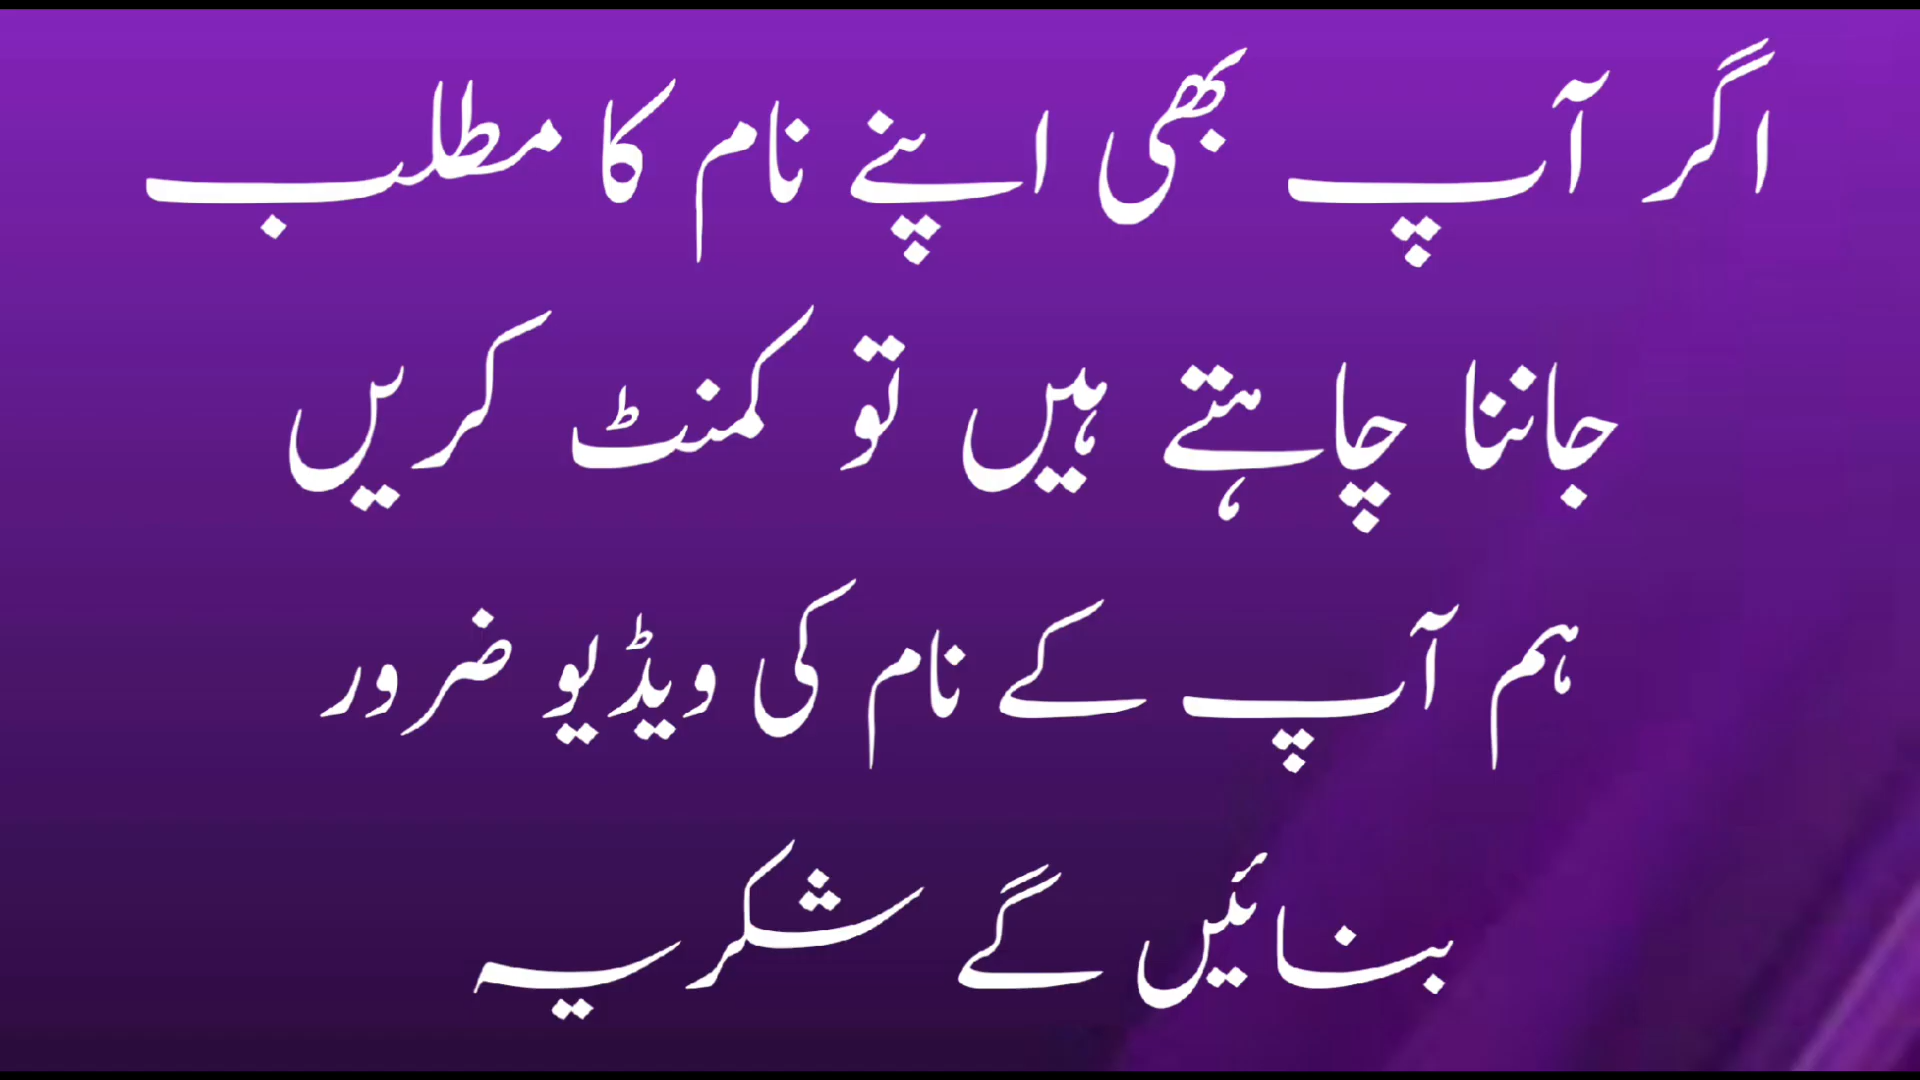 اگر آپ بھی اپنے نام کا مطلب
جاننا چاہتے ہیں تو کمنٹ کریں
ہم آپ کے نام کی ویڈیو ضرور
بنائیں گے شکریہ